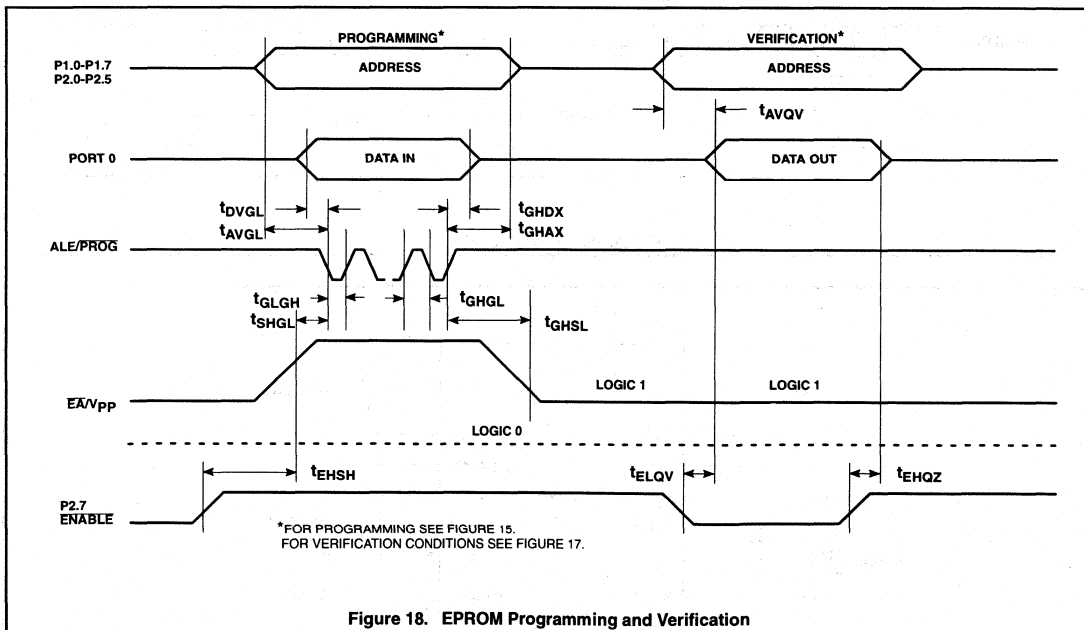 PROGRAMMING*
VERIFICATION*
P1.0-P1.7
P2.0-P2.5
ADDRESS
ADDRESS
tAVQV
PORT 0
DATA IN
DATA OUT
tDVGL
tGHDX
tAVGL
tGHAX
ALE/PROG
tGLGH
tGHGL
tSHGL
tGHSL
LOGIC 1
LOGIC 1
EA/VPP
LOGIC 0
tEHSH
tELQV
tEHQZ
P2.7
ENABLE
*FOR PROGRAMMING SEE FIGURE 15.
FOR VERIFICATION CONDITIONS SEE FIGURE 17.
Figure 18. EPROM Programming and Verification